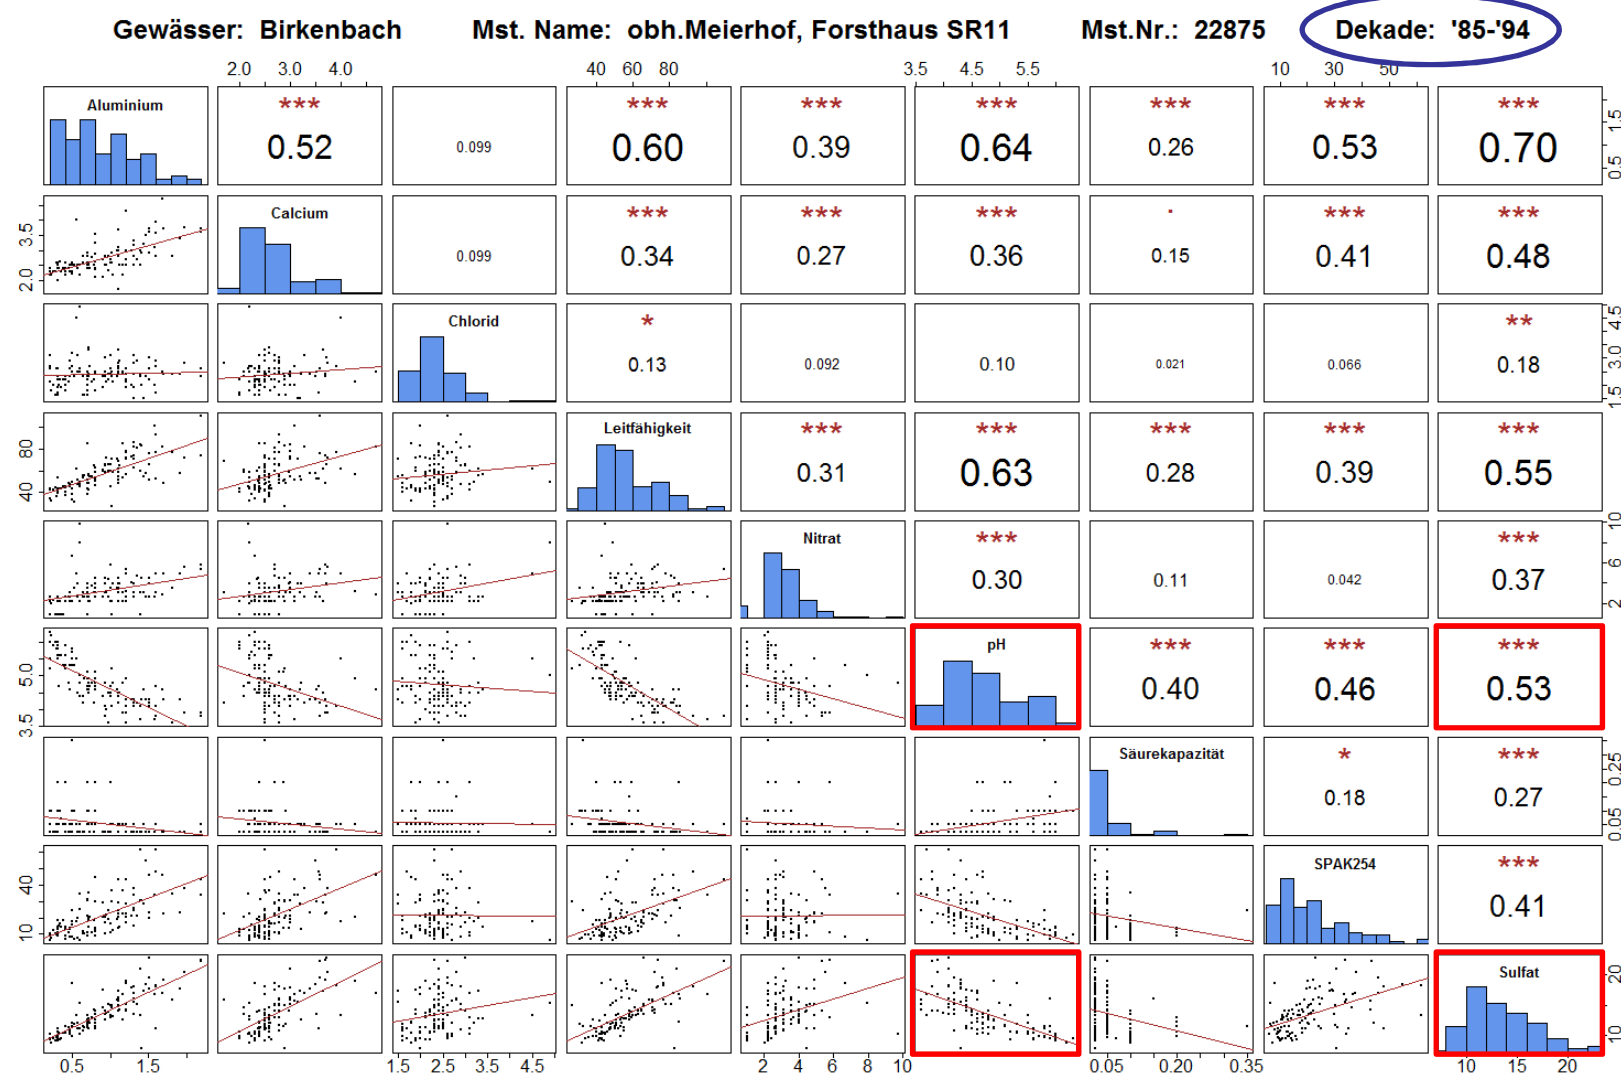 Gewässer: Birkenbach Mst. Name: obh.Meierhof, Forsthaus SR11 Mst.Nr.: 22875 Dekade: '85-'94
2.0 3.0 4.0 40 60 80 3.5 4.5 5.5 10 30 50
Aluminium *** *** *** *** *** *** ***
0.52 0.099 0.60 0.39 0.64 0.26 0.53 0.70
0.5 1.5
Calcium *** *** *** . *** ***
0.099 0.34 0.27 0.36 0.15 0.41 0.48
2.0 3.5
Chlorid * **
0.13 0.092 0.10 0.021 0.066 0.18
1.5 3.0 4.5
Leitfähigkeit *** *** *** *** ***
0.31 0.63 0.28 0.39 0.55
40 80
Nitrat *** ***
0.30 0.11 0.042 0.37
2 6 10
pH *** *** ***
0.40 0.46 0.53
3.5 5.0
Säurekapazität * ***
0.18 0.27
0.05 0.25
SPAK254 ***
0.41
10 40
Sulfat
10 20
0.5 1.5 1.5 2.5 3.5 4.5 2 4 6 8 10 0.05 0.20 0.35 10 15 20